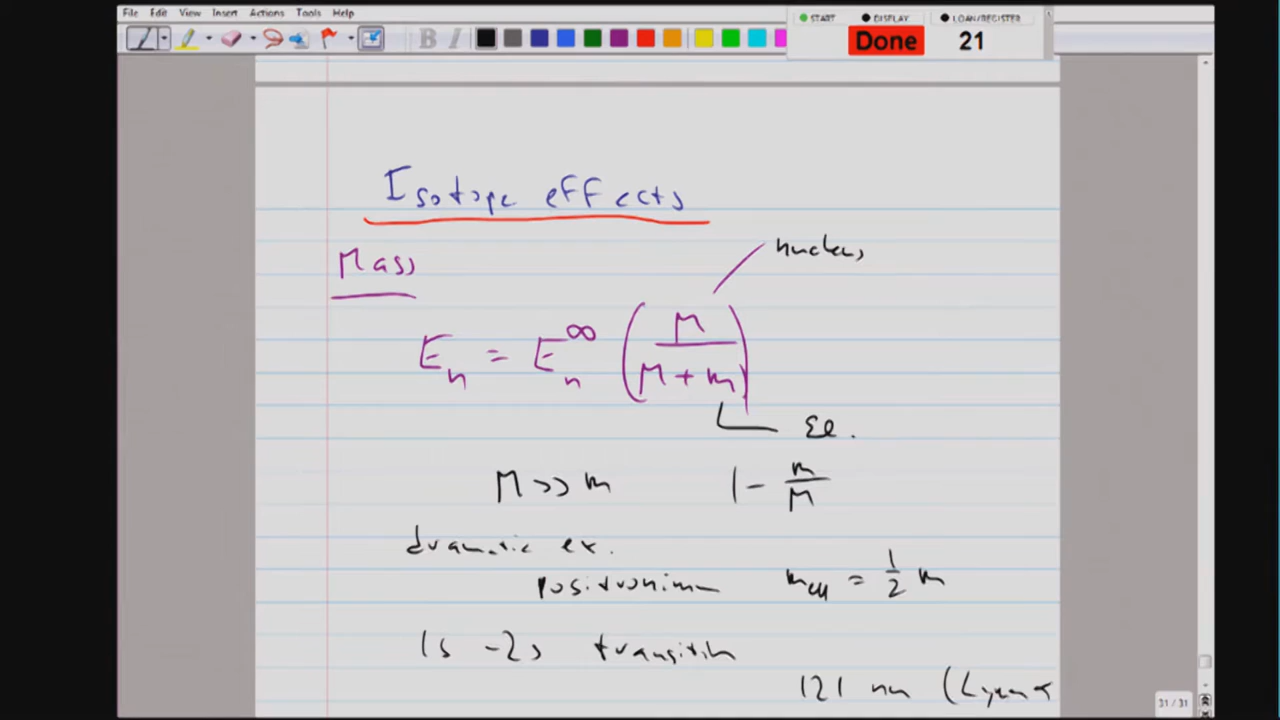 File Edit View Insert Actions Tools Help
START DISPLAY LOAN/REGISTER
Done 21
B I
Isotope effects
Mass
nucleus
E_n = E_n^∞ (M / (M + m))
el.
M >> m 1 - m/M
dramatic ex.
positronium m_eff = 1/2 m
1s - 2s transition
121 nm (Lyman α
31 / 31